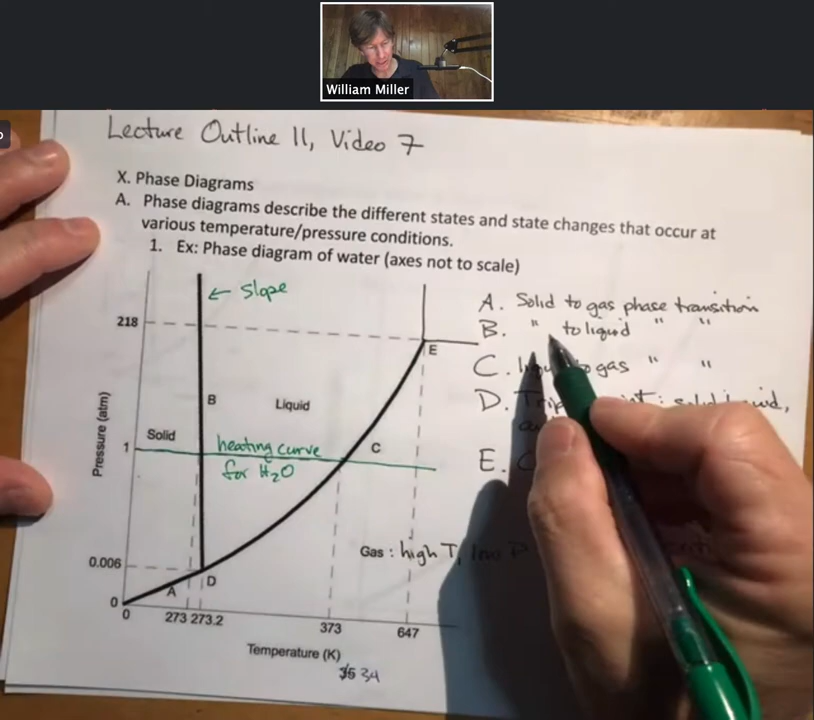 William Miller
Lecture Outline 11, Video 7
X. Phase Diagrams
A. Phase diagrams describe the different states and state changes that occur at
various temperature/pressure conditions.
1. Ex: Phase diagram of water (axes not to scale)
← Slope
A. Solid to gas phase transition
218
B. " to liquid " "
E
C. gas " "
B
Liquid
D.
Pressure (atm)
Solid
heating curve
C
1
for H₂O
E.
Gas : high T, low P
0.006
D
A
0
0
273 273.2
373
647
Temperature (K)
34